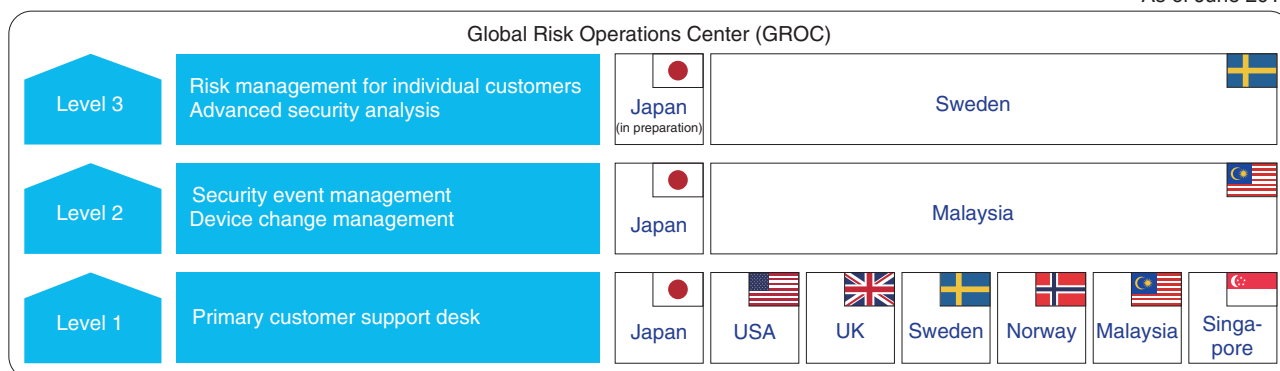 Global Risk Operations Center (GROC)
Level 3
Risk management for individual customers
Advanced security analysis
Japan
(in preparation)
Sweden
Level 2
Security event management
Device change management
Japan
Malaysia
Level 1
Primary customer support desk
Japan
USA
UK
Sweden
Norway
Malaysia
Singa-
pore